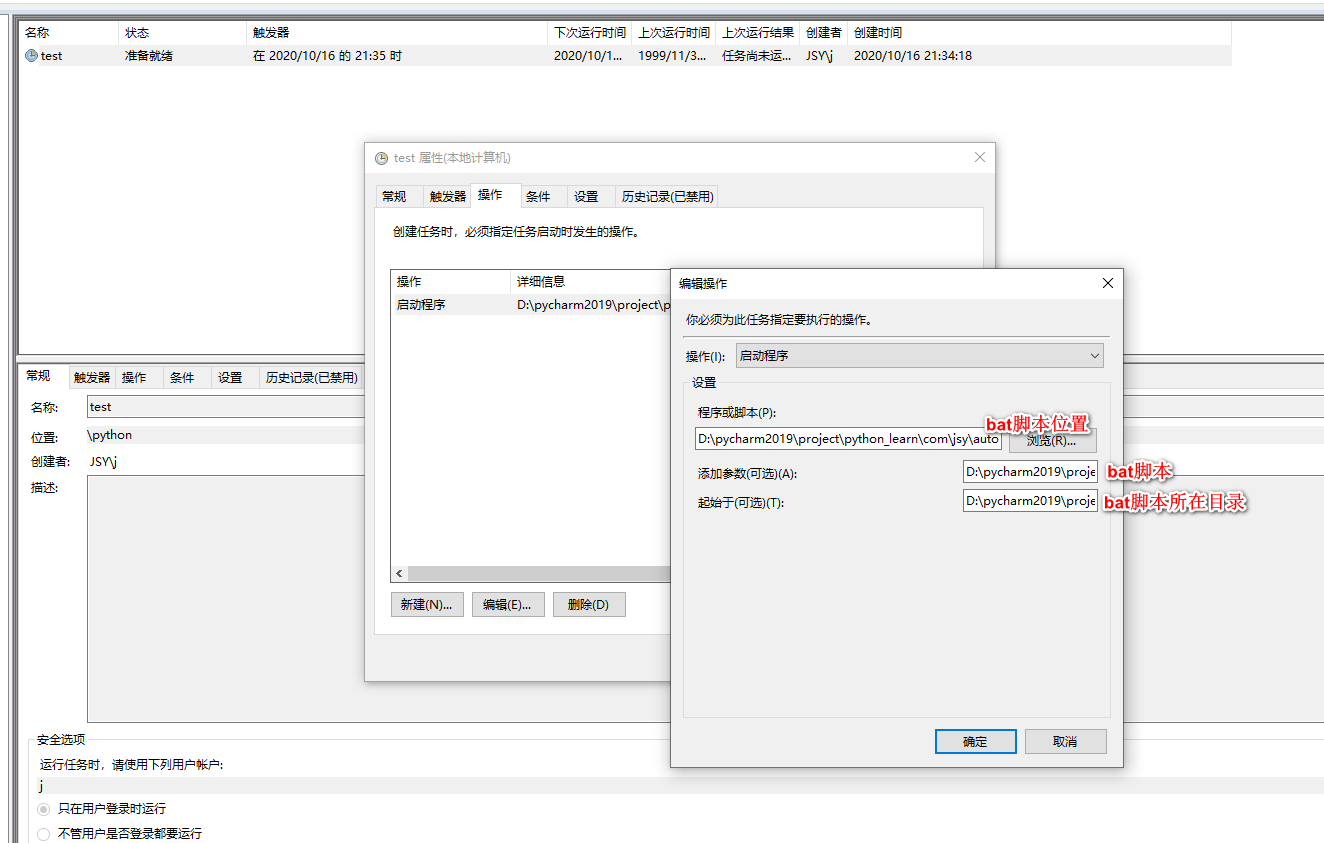 名称 状态 触发器 下次运行时间 上次运行时间 上次运行结果 创建者 创建时间
test 准备就绪 在 2020/10/16 的 21:35 时 2020/10/1... 1999/11/3... 任务尚未运... JSY\j 2020/10/16 21:34:18
test 属性(本地计算机)
常规 触发器 操作 条件 设置 历史记录(已禁用)
创建任务时，必须指定任务启动时发生的操作。
操作 详细信息
启动程序 D:\pycharm2019\project\p
新建(N)... 编辑(E)... 删除(D)
编辑操作
你必须为此任务指定要执行的操作。
操作(I): 启动程序
设置
程序或脚本(P):
bat脚本位置
D:\pycharm2019\project\python_learn\com\jsy\auto 浏览(R)...
添加参数(可选)(A): D:\pycharm2019\proje bat脚本
起始于(可选)(T): D:\pycharm2019\proje bat脚本所在目录
确定 取消
常规 触发器 操作 条件 设置 历史记录(已禁用)
名称: test
位置: \python
创建者: JSY\j
描述:
安全选项
运行任务时，请使用下列用户帐户:
j
只在用户登录时运行
不管用户是否登录都要运行